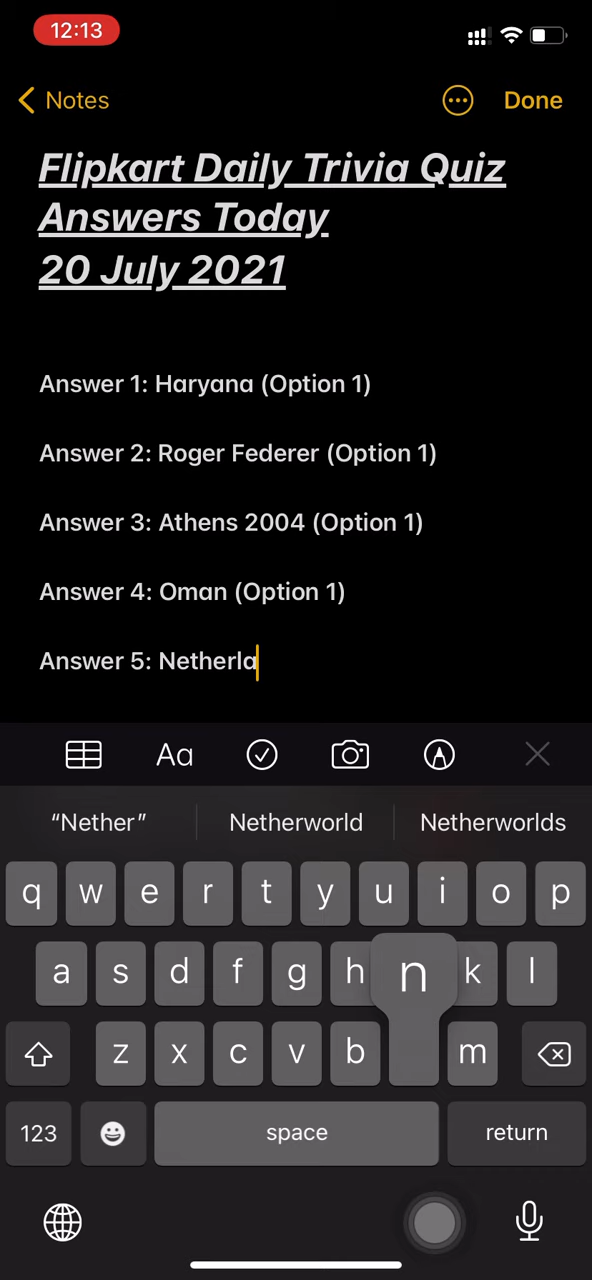 12:13
Notes
Done
Flipkart Daily Trivia Quiz
Answers Today
20 July 2021
Answer 1: Haryana (Option 1)
Answer 2: Roger Federer (Option 1)
Answer 3: Athens 2004 (Option 1)
Answer 4: Oman (Option 1)
Answer 5: Netherla
Aa
“Nether” Netherworld Netherworlds
q w e r t y u i o p
a s d f g h n k l
z x c v b m
123 space return